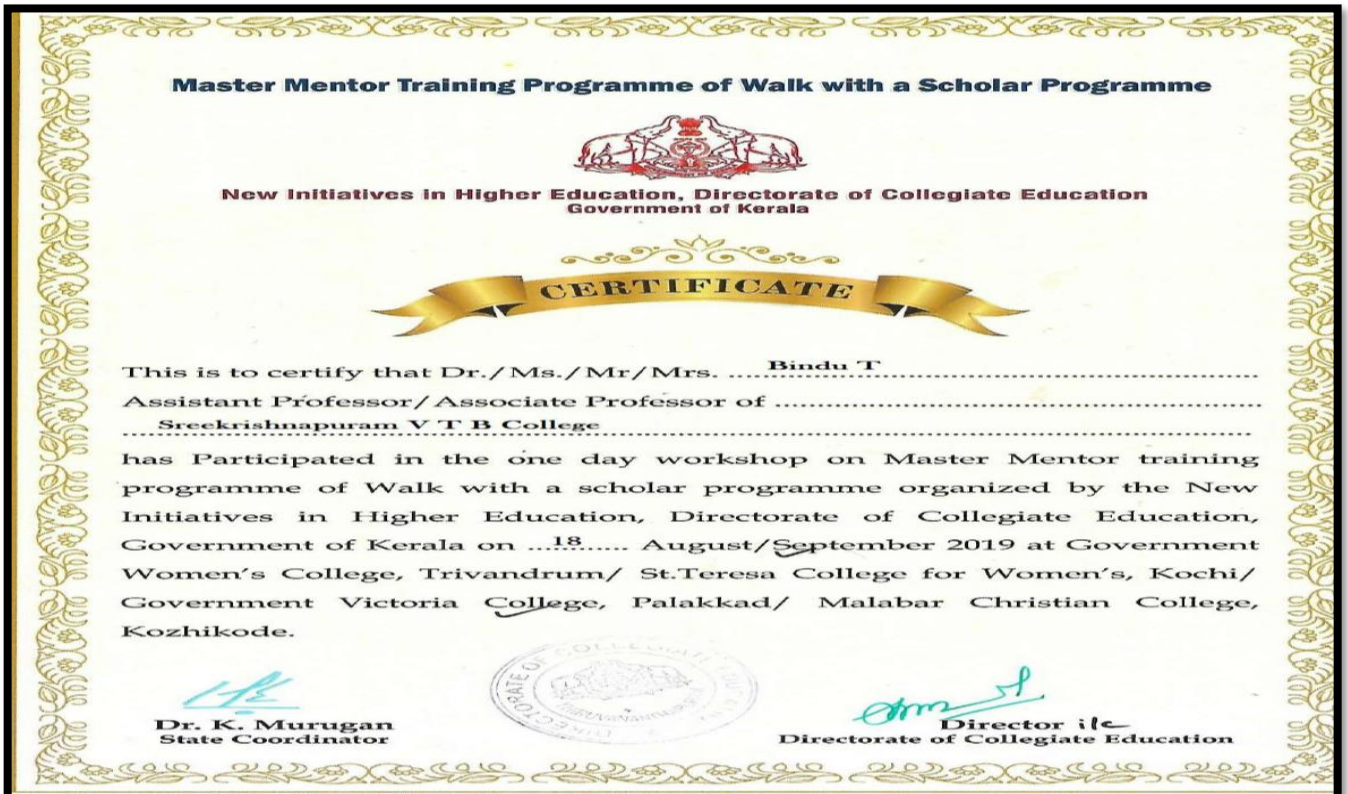 Master Mentor Training Programme of Walk with a Scholar Programme
New Initiatives in Higher Education, Directorate of Collegiate Education
Government of Kerala
CERTIFICATE
This is to certify that Dr./Ms./Mr/Mrs. ..... Bindu T ..........
Assistant Professor/Associate Professor of ..........
Sreekrishnapuram V T B College
has Participated in the one day workshop on Master Mentor training
programme of Walk with a scholar programme organized by the New
Initiatives in Higher Education, Directorate of Collegiate Education,
Government of Kerala on ....18...... August/September 2019 at Government
Women's College, Trivandrum/ St.Teresa College for Women's, Kochi/
Government Victoria College, Palakkad/ Malabar Christian College,
Kozhikode.
DIRECTORATE OF COLLEGIATE
Dr. K. Murugan
State Coordinator
Director i/c
Directorate of Collegiate Education